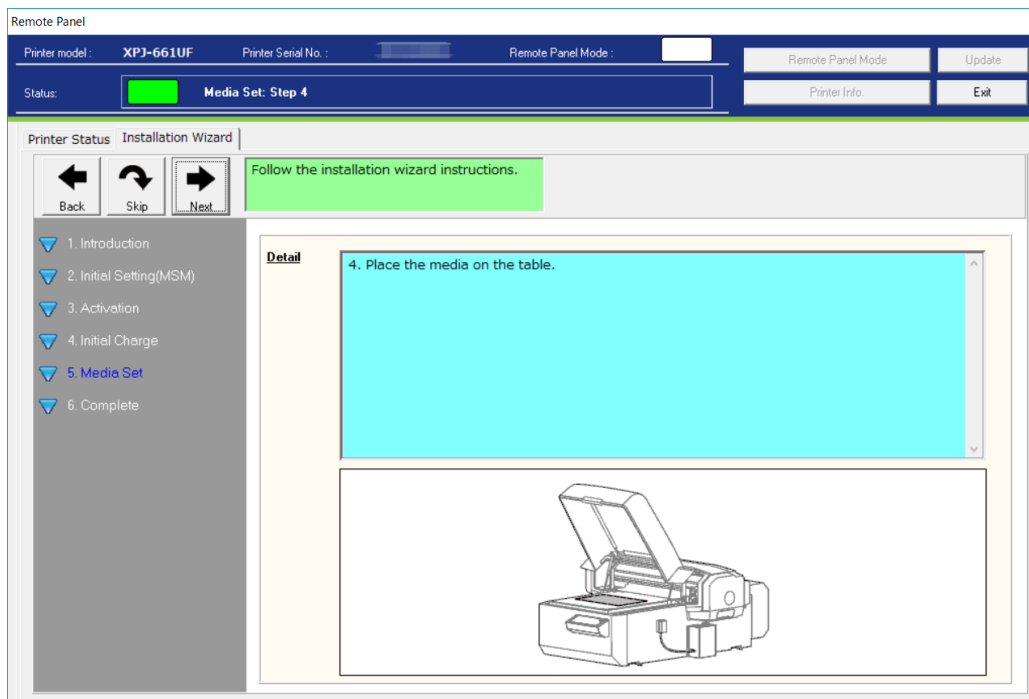 Remote Panel
Printer model : XPJ-661UF Printer Serial No. : Remote Panel Mode :
Remote Panel Mode Update
Status: Media Set: Step 4
Printer Info. Exit
Printer Status Installation Wizard
Back Skip Next
Follow the installation wizard instructions.
1. Introduction
2. Initial Setting(MSM)
3. Activation
4. Initial Charge
5. Media Set
6. Complete
Detail
4. Place the media on the table.